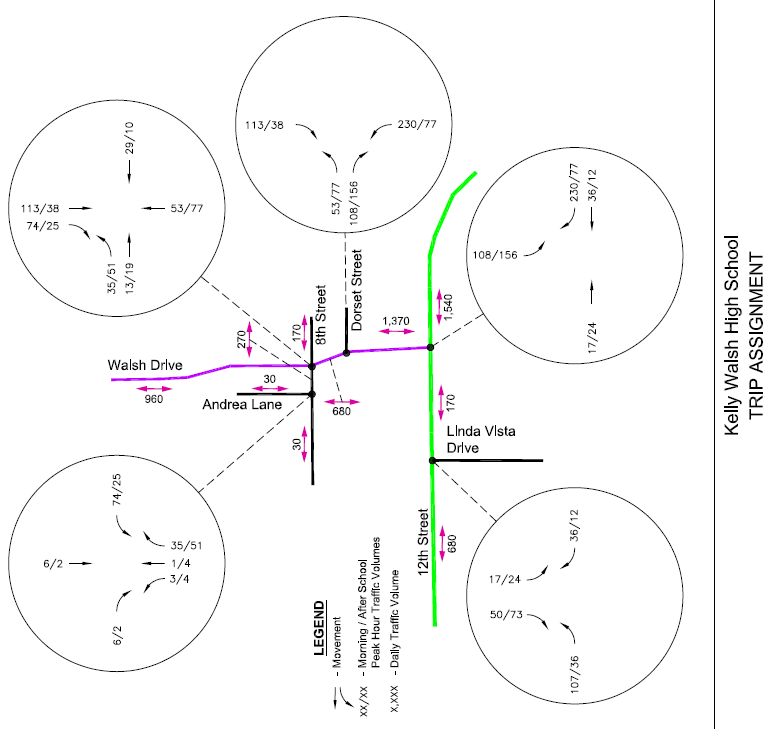 113/38
230/77
53/77
108/156
29/10
113/38
74/25
53/77
35/51
13/19
230/77
36/12
108/156
17/24
8th Street
Dorset Street
1,370
1,540
170
270
Walsh Drive
30
960
Andrea Lane
680
30
170
Linda Vista
Drive
12th Street
680
74/25
35/51
6/2
1/4
3/4
6/2
36/12
17/24
50/73
107/36
LEGEND
- Movement
XX/XX - Morning / After School
Peak Hour Traffic Volumes
X,XXX - Daily Traffic Volume
Kelly Walsh High School
TRIP ASSIGNMENT